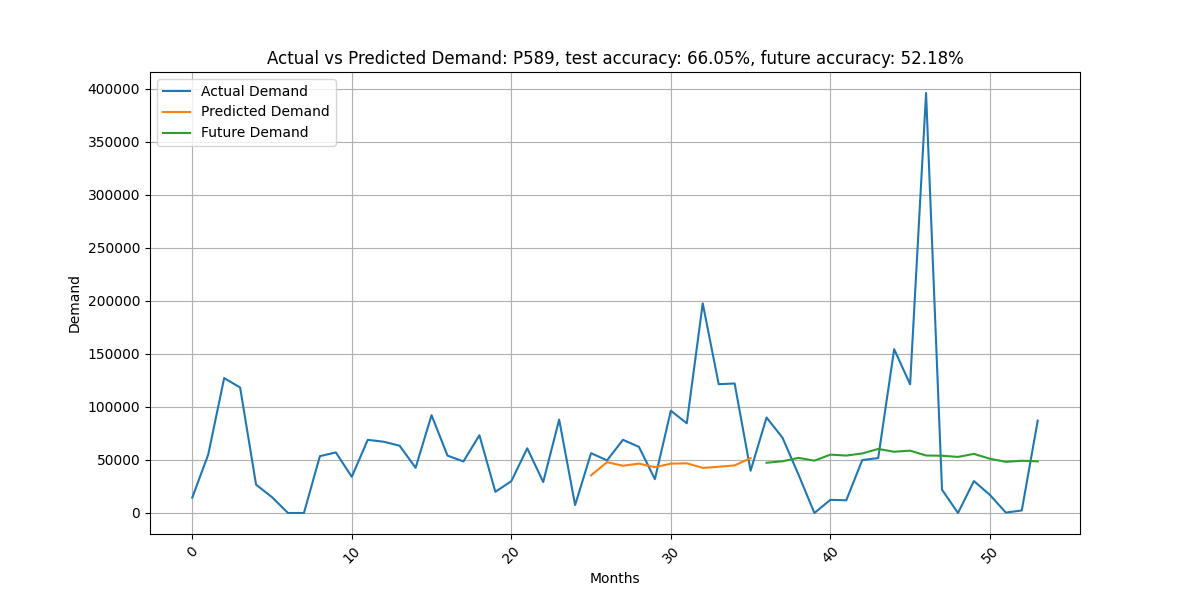 Actual vs Predicted Demand: P589, test accuracy: 66.05%, future accuracy: 52.18%
Actual Demand
Predicted Demand
Future Demand
400000
350000
300000
250000
200000
150000
100000
50000
0
Demand
0
10
20
30
40
50
Months